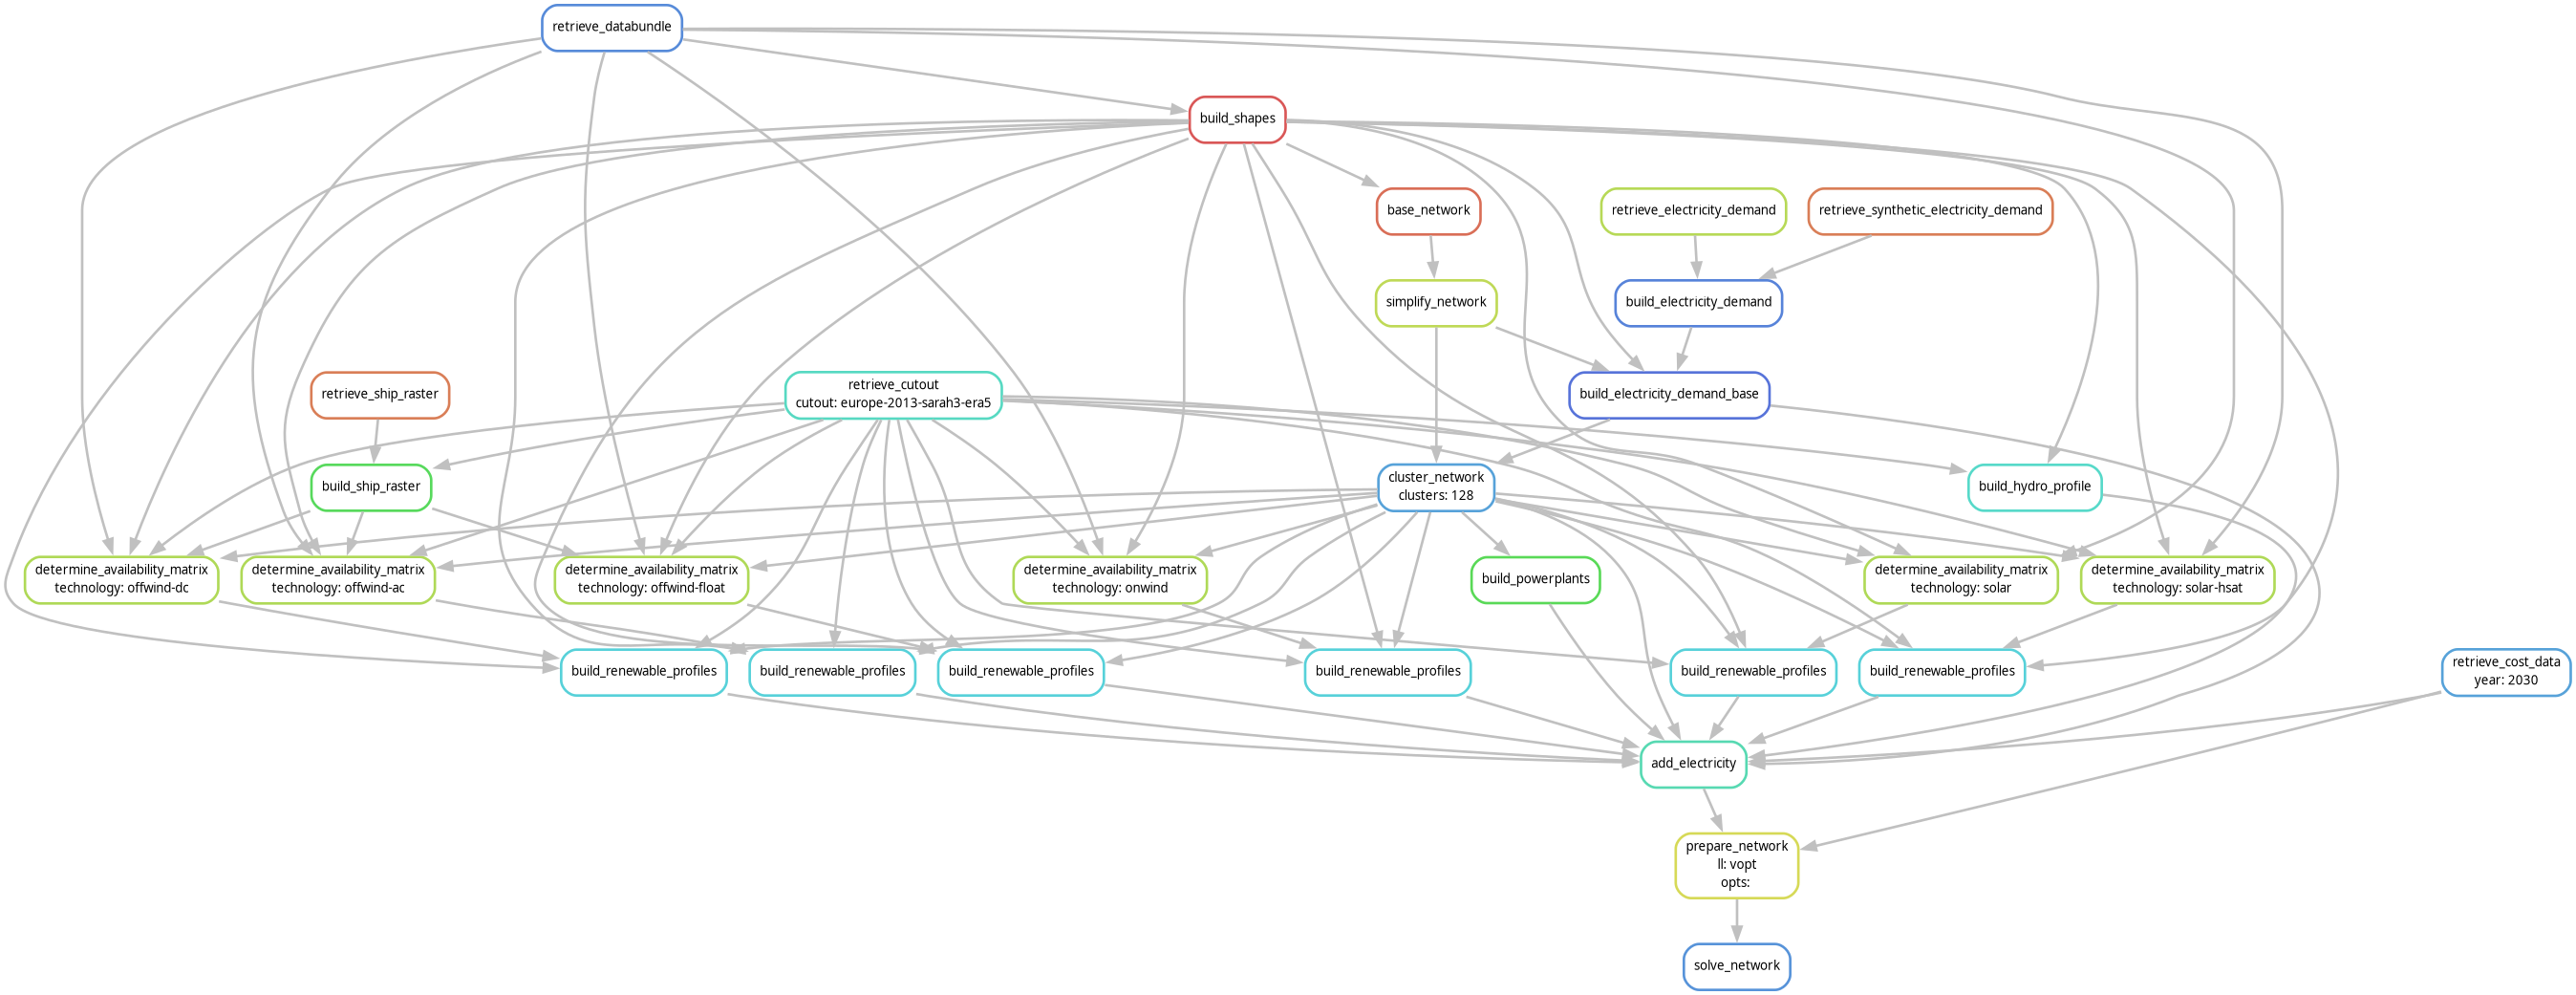 retrieve_databundle
build_shapes
base_network
retrieve_electricity_demand
retrieve_synthetic_electricity_demand
simplify_network
build_electricity_demand
retrieve_ship_raster
retrieve_cutout
cutout: europe-2013-sarah3-era5
build_electricity_demand_base
build_ship_raster
cluster_network
clusters: 128
build_hydro_profile
determine_availability_matrix
technology: offwind-dc
determine_availability_matrix
technology: offwind-ac
determine_availability_matrix
technology: offwind-float
determine_availability_matrix
technology: onwind
build_powerplants
determine_availability_matrix
technology: solar
determine_availability_matrix
technology: solar-hsat
build_renewable_profiles
build_renewable_profiles
build_renewable_profiles
build_renewable_profiles
build_renewable_profiles
build_renewable_profiles
retrieve_cost_data
year: 2030
add_electricity
prepare_network
ll: vopt
opts:
solve_network